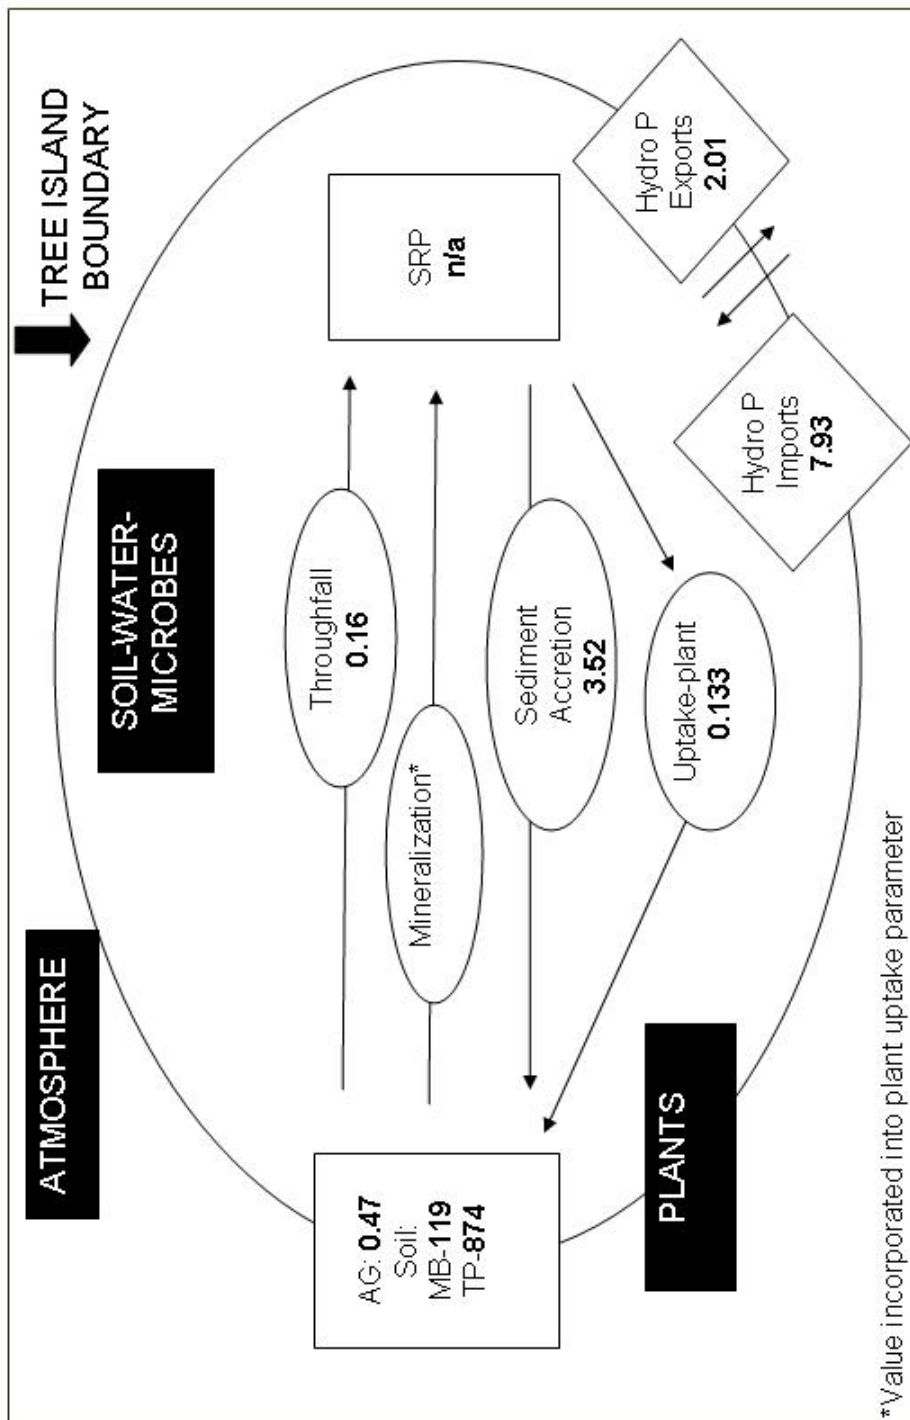 TREE ISLAND
BOUNDARY
ATMOSPHERE
SOIL-WATER-
MICROBES
Throughfall
0.16
SRP
n/a
Mineralization*
AG: 0.47
Soil:
MB-119
TP-874
Sediment
Accretion
3.52
Hydro P
Exports
2.01
Uptake-plant
0.133
PLANTS
Hydro P
Imports
7.93
*Value incorporated into plant uptake parameter